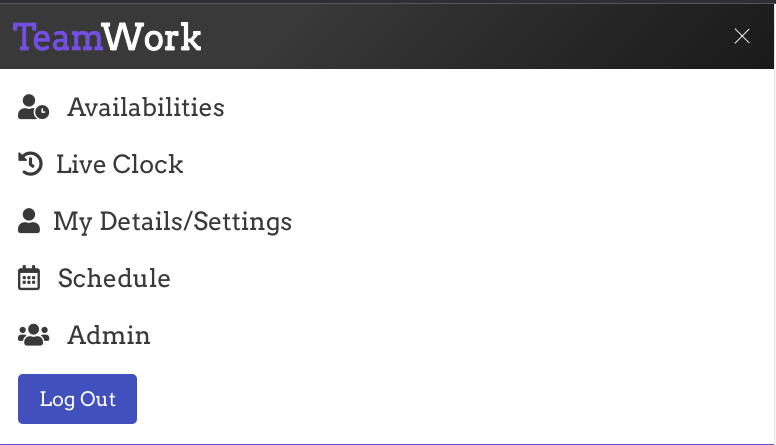 TeamWork
Availabilities
Live Clock
My Details/Settings
Schedule
Admin
Log Out